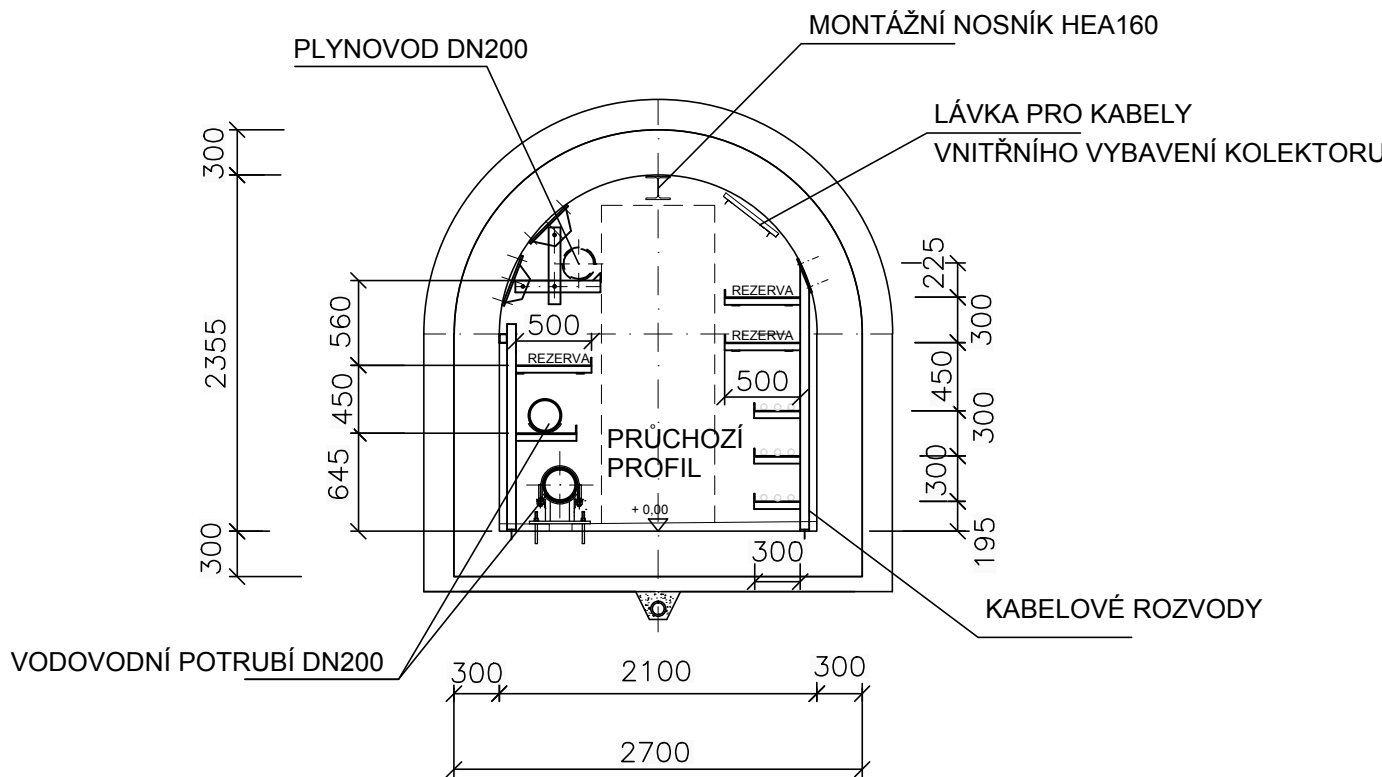 MONTÁŽNÍ NOSNÍK HEA160
PLYNOVOD DN200
LÁVKA PRO KABELY
VNITŘNÍHO VYBAVENÍ KOLEKTORU
300
2355
300
560
450
645
500
REZERVA
REZERVA
REZERVA
500
PRŮCHOZÍ
PROFIL
+ 0,00
300
225
300
450
300
300
195
KABELOVÉ ROZVODY
VODOVODNÍ POTRUBÍ DN200
300
2100
300
2700